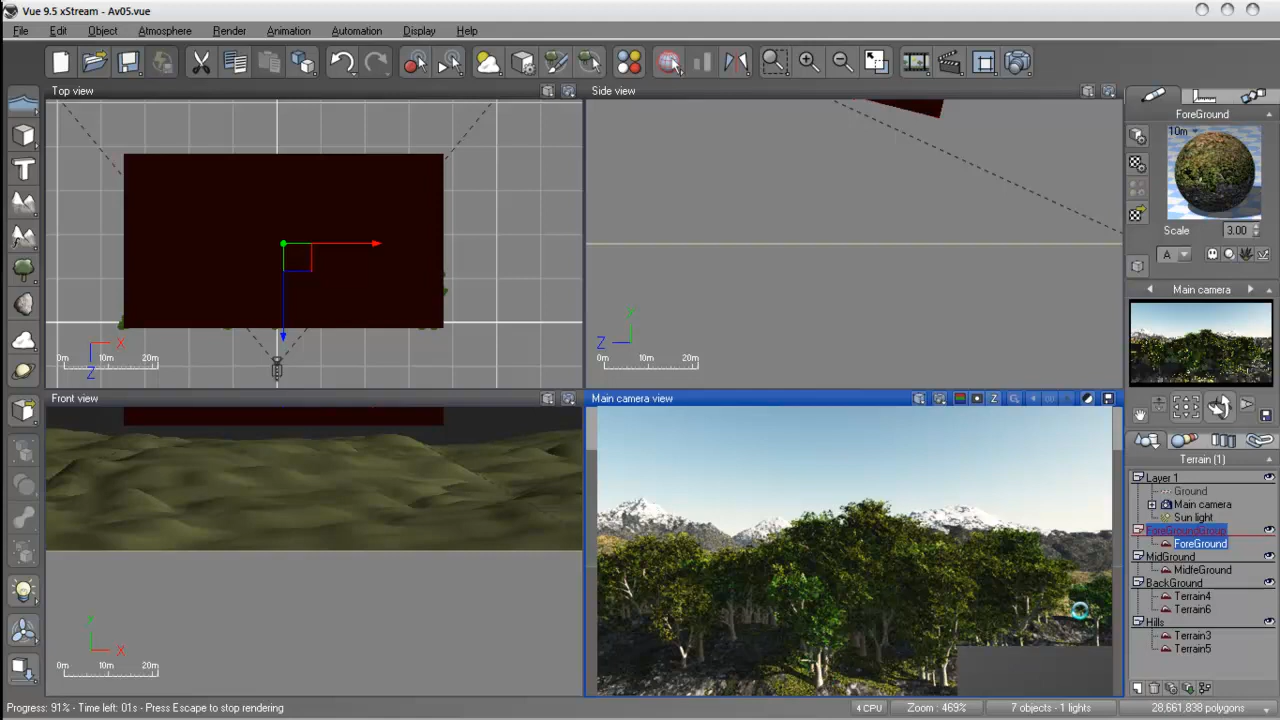 Vue 9.5 xStream - Av05.vue
File Edit Object Atmosphere Render Animation Automation Display Help
Top view
Side view
ForeGround
10m
Scale 3.00
A
Main camera
X
Z
0m 10m 20m
Y
Z
0m 10m 20m
Front view
Main camera view
Z
Terrain (1)
Layer 1
Ground
Main camera
Sun light
ForeGroundGroup
ForeGround
MidGround
MidfeGround
BackGround
Terrain4
Terrain6
Hills
Terrain3
Terrain5
X
0m 10m 20m
Progress: 91% - Time left: 01s - Press Escape to stop rendering
4 CPU
Zoom : 469%
7 objects - 1 lights
28,661,838 polygons